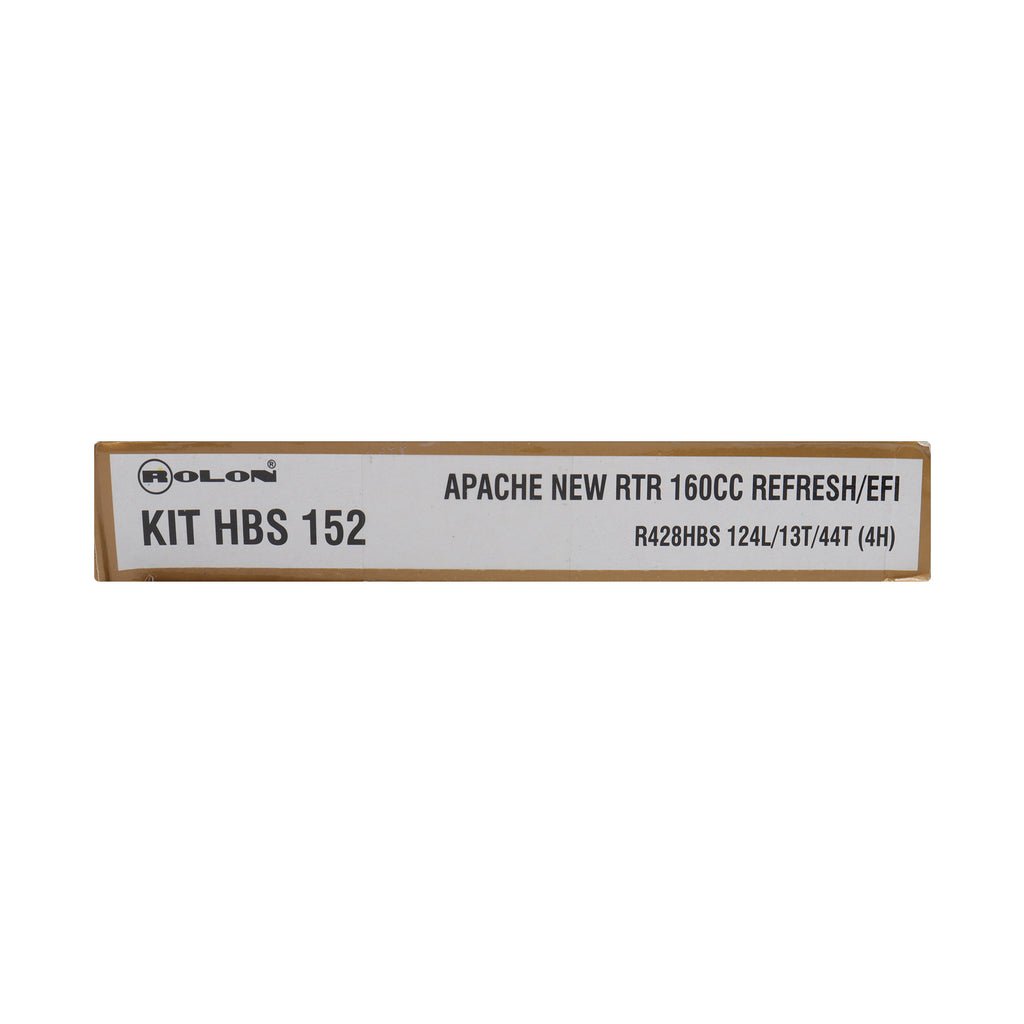 ROLON®
KIT HBS 152
APACHE NEW RTR 160CC REFRESH/EFI
R428HBS 124L/13T/44T (4H)